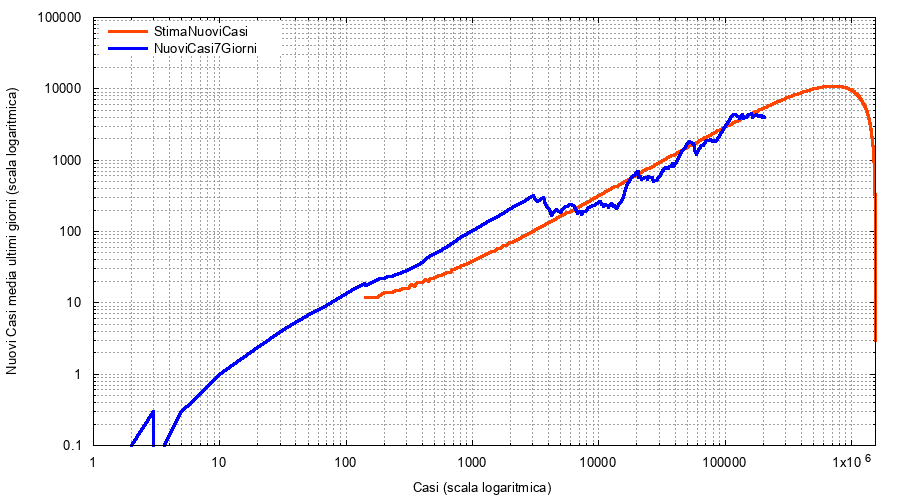 100000
10000
1000
100
10
1
0.1
Nuovi Casi media ultimi giorni (scala logaritmica)
StimaNuoviCasi
NuoviCasi7Giorni
1 10 100 1000 10000 100000 1x10 6
Casi (scala logaritmica)